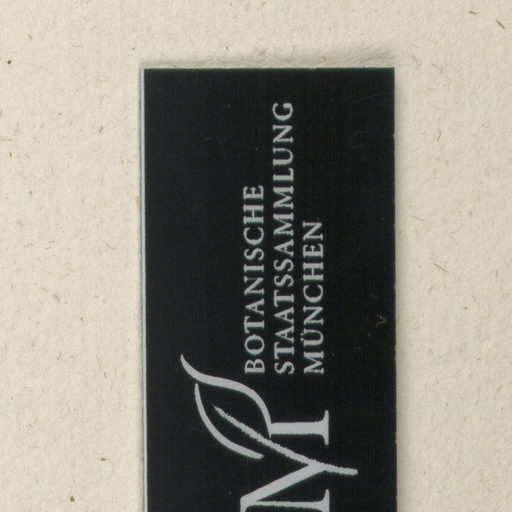 BOTANISCHE
STAATSSAMMLUNG
MÜNCHEN
M